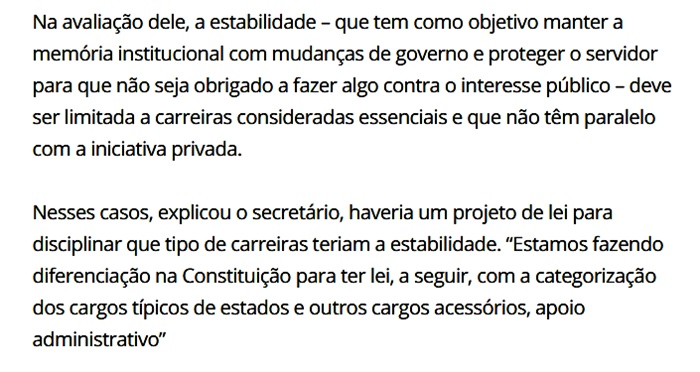 Na avaliação dele, a estabilidade – que tem como objetivo manter a
memória institucional com mudanças de governo e proteger o servidor
para que não seja obrigado a fazer algo contra o interesse público – deve
ser limitada a carreiras consideradas essenciais e que não têm paralelo
com a iniciativa privada.
Nesses casos, explicou o secretário, haveria um projeto de lei para
disciplinar que tipo de carreiras teriam a estabilidade. “Estamos fazendo
diferenciação na Constituição para ter lei, a seguir, com a categorização
dos cargos típicos de estados e outros cargos acessórios, apoio
administrativo”